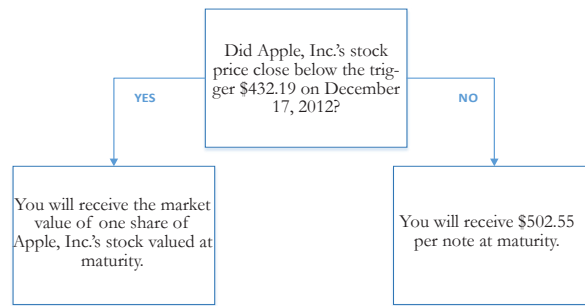 Did Apple, Inc.'s stock
price close below the trig-
ger $432.19 on December
17, 2012?
YES
NO
You will receive the market
value of one share of
Apple, Inc.'s stock valued at
maturity.
You will receive $502.55
per note at maturity.